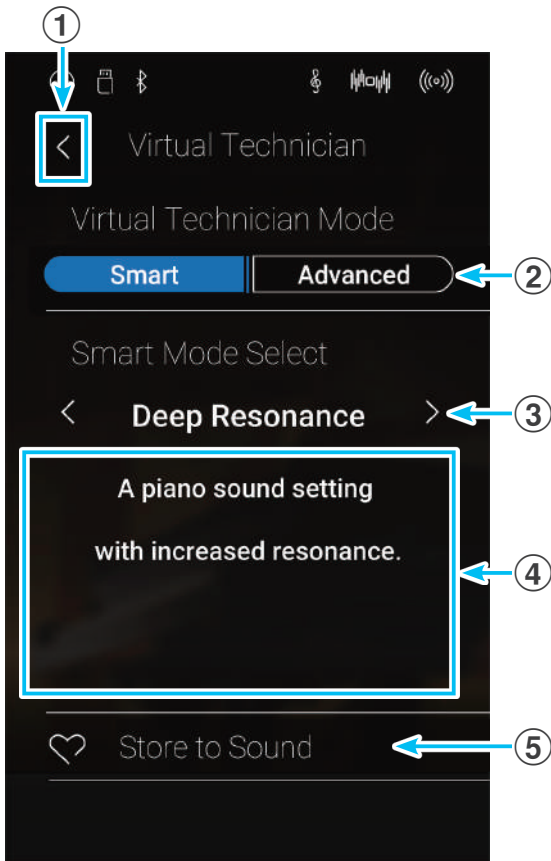 1
< Virtual Technician
Virtual Technician Mode
Smart Advanced
2
Smart Mode Select
< Deep Resonance >
3
A piano sound setting
with increased resonance.
4
Store to Sound
5